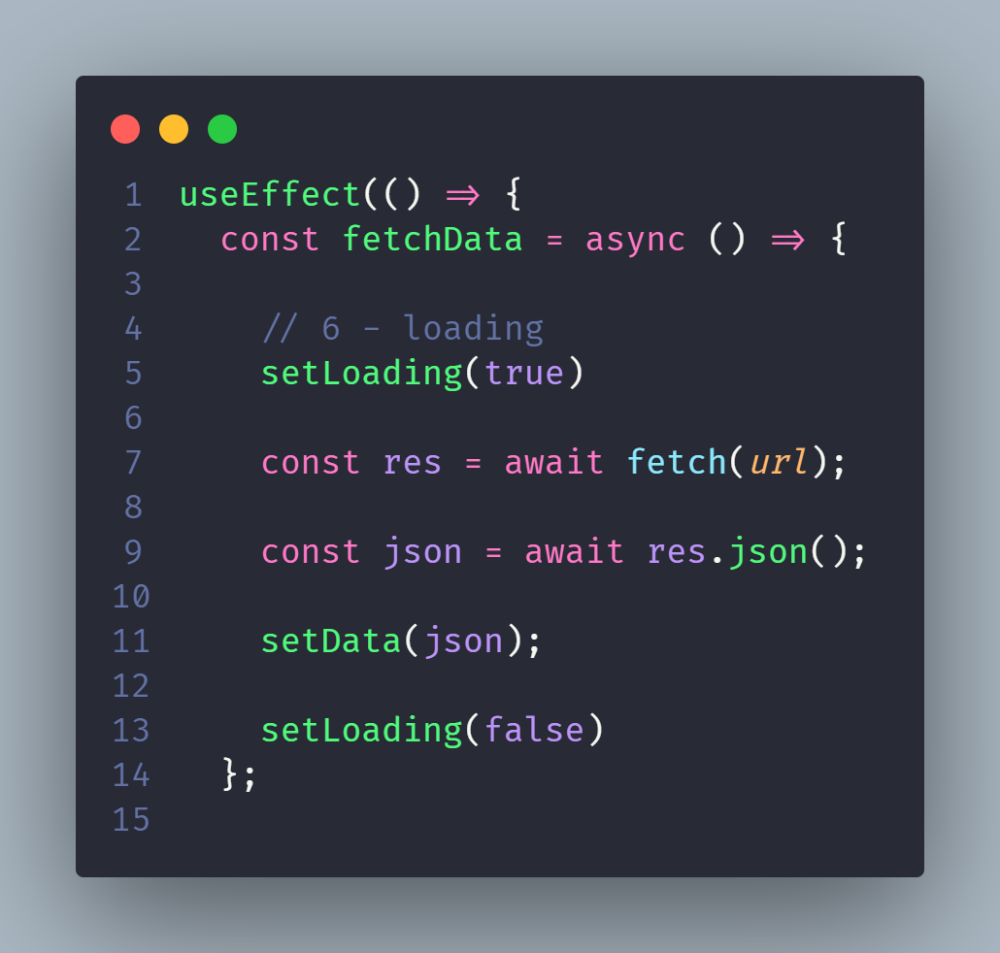 1 useEffect(() => {
2 const fetchData = async () => {
3
4 // 6 - loading
5 setLoading(true)
6
7 const res = await fetch(url);
8
9 const json = await res.json();
10
11 setData(json);
12
13 setLoading(false)
14 };
15